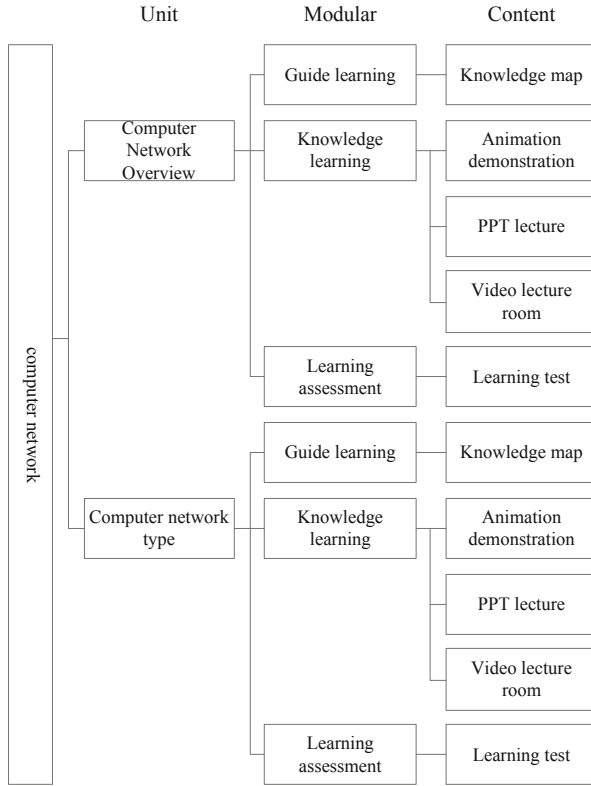 Unit Modular Content
Guide learning
Knowledge map
Computer
Network
Overview
Knowledge
learning
Animation
demonstration
PPT lecture
Video lecture
room
Learning
assessment
Learning test
computer network
Guide learning
Knowledge map
Computer network
type
Knowledge
learning
Animation
demonstration
PPT lecture
Video lecture
room
Learning
assessment
Learning test